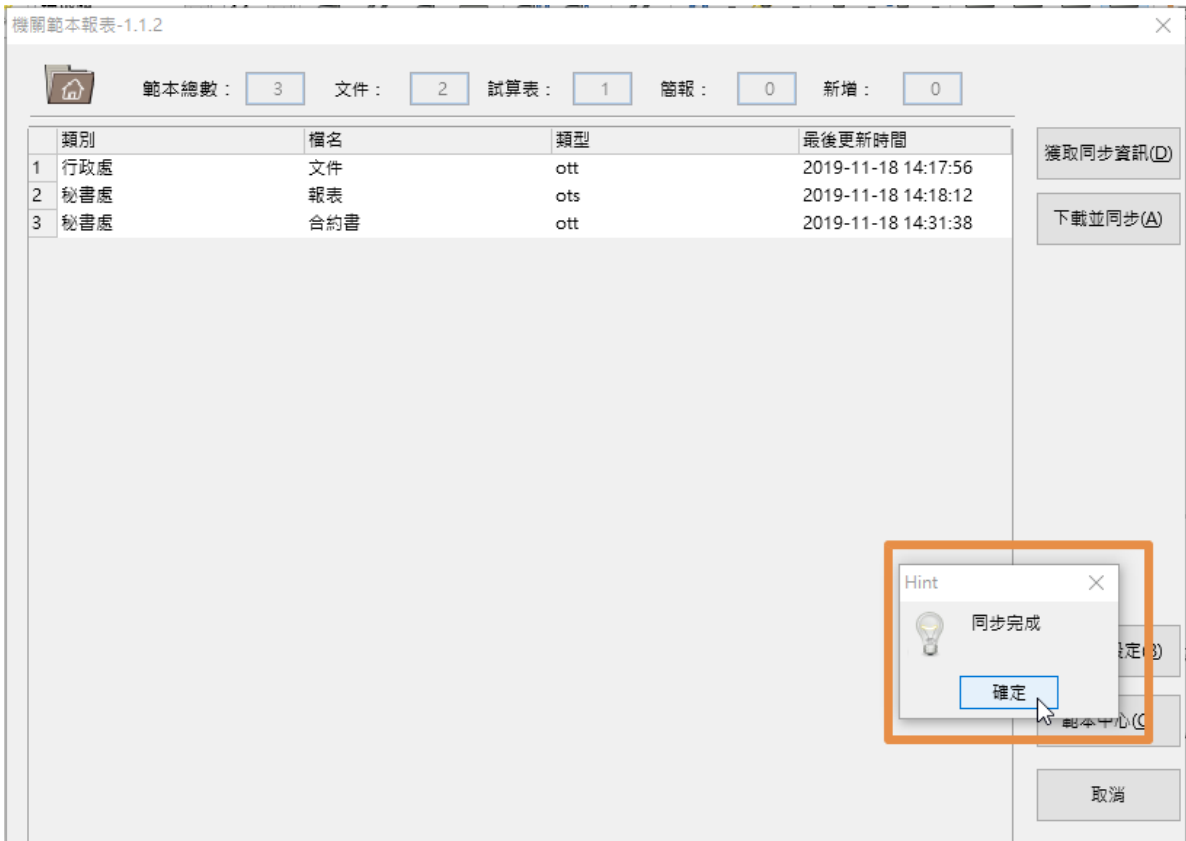 機關範本報表-1.1.2
範本總數： 3 文件： 2 試算表： 1 簡報： 0 新增： 0
類別 檔名 類型 最後更新時間
1 行政處 文件 ott 2019-11-18 14:17:56
2 秘書處 報表 ots 2019-11-18 14:18:12
3 秘書處 合約書 ott 2019-11-18 14:31:38
獲取同步資訊(D)
下載並同步(A)
Hint
同步完成
確定
定(B)
範本中心(C
取消